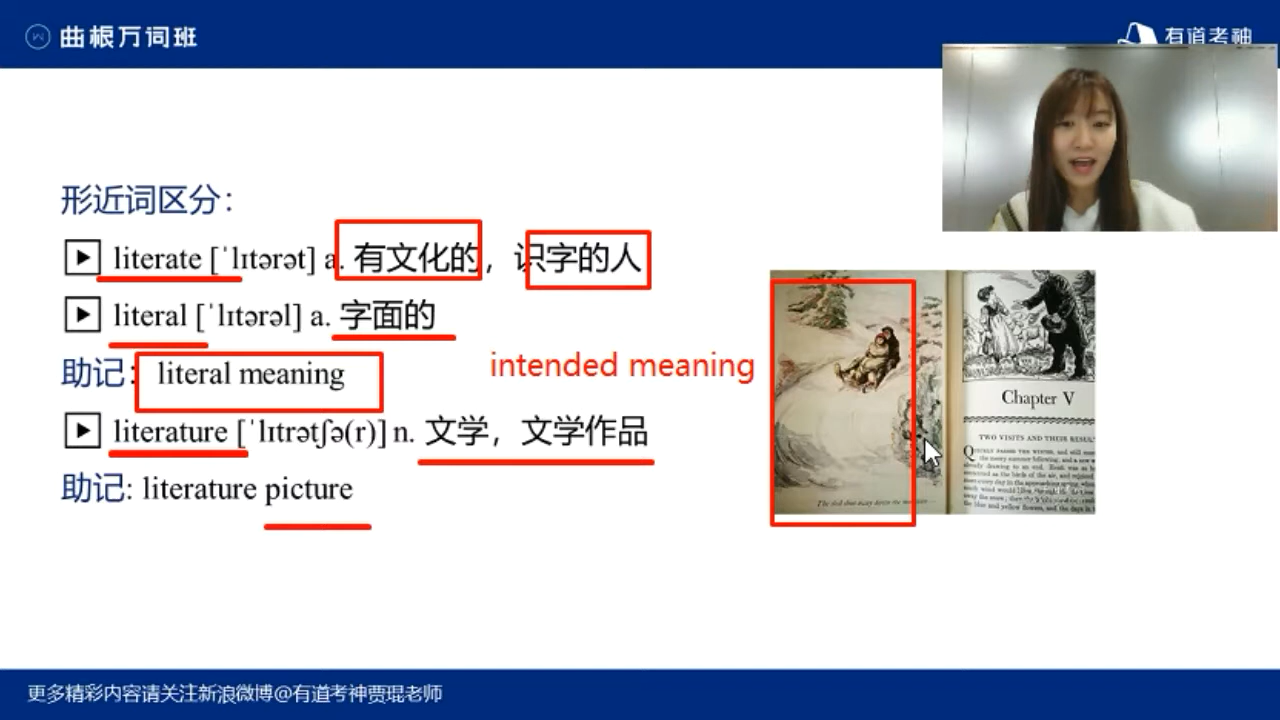 曲根万词班
有道考神
形近词区分:
literate [ˈlɪtərət] a. 有文化的，识字的人
literal [ˈlɪtərəl] a. 字面的
助记: literal meaning
intended meaning
literature [ˈlɪtrətʃə(r)] n. 文学，文学作品
助记: literature picture
Chapter V
TWO VISITS AND THEIR
更多精彩内容请关注新浪微博@有道考神贾琨老师